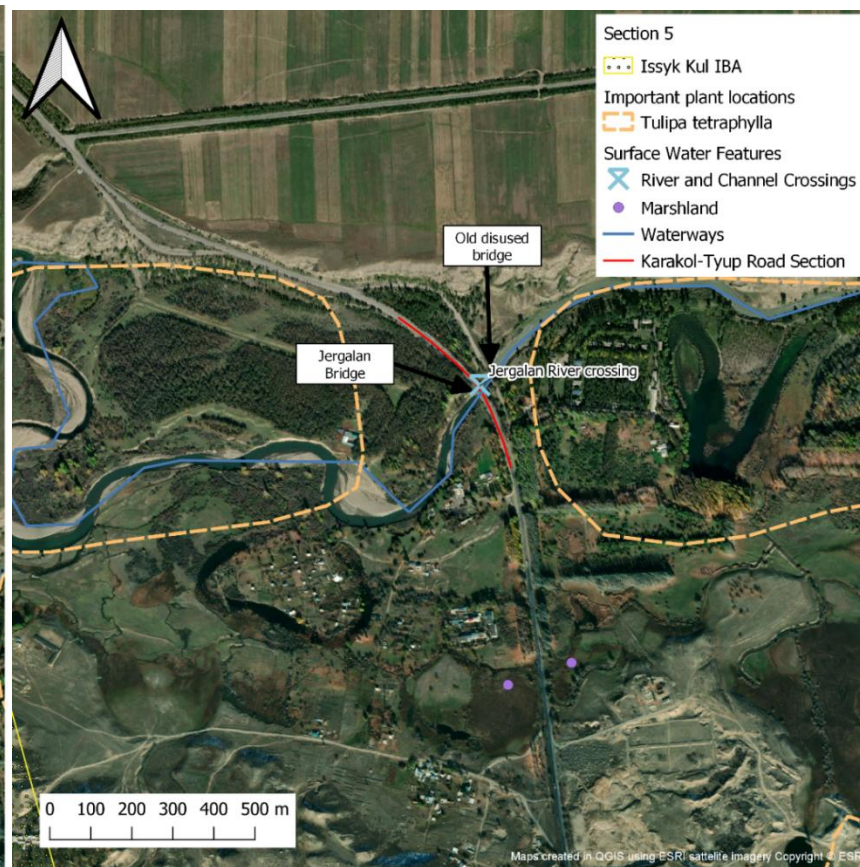 Section 5
Issyk Kul IBA
Important plant locations
Tulipa tetraphylla
Surface Water Features
River and Channel Crossings
Marshland
Waterways
Karakol-Tyup Road Section
Old disused
bridge
Jergalan
Bridge
Jergalan River crossing
0 100 200 300 400 500 m
Maps created in QGIS using ESRI sattelite Imagery Copyright © ESR